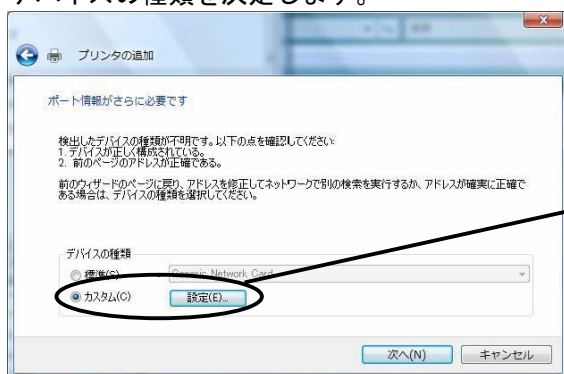 デバイスの種類を決定します。
プリンタの追加
ポート情報がさらに必要です
検出したデバイスの種類が不明です。以下の点を確認してください:
1. デバイスが正しく構成されている。
2. 前のページのアドレスが正確である。
前のウィザードのページに戻り、アドレスを修正してネットワークで別の検索を実行するか、アドレスが確実に正確で
ある場合は、デバイスの種類を選択してください。
デバイスの種類
標準(S) Generic Network Card
カスタム(C) 設定(E)...
次へ(N) キャンセル